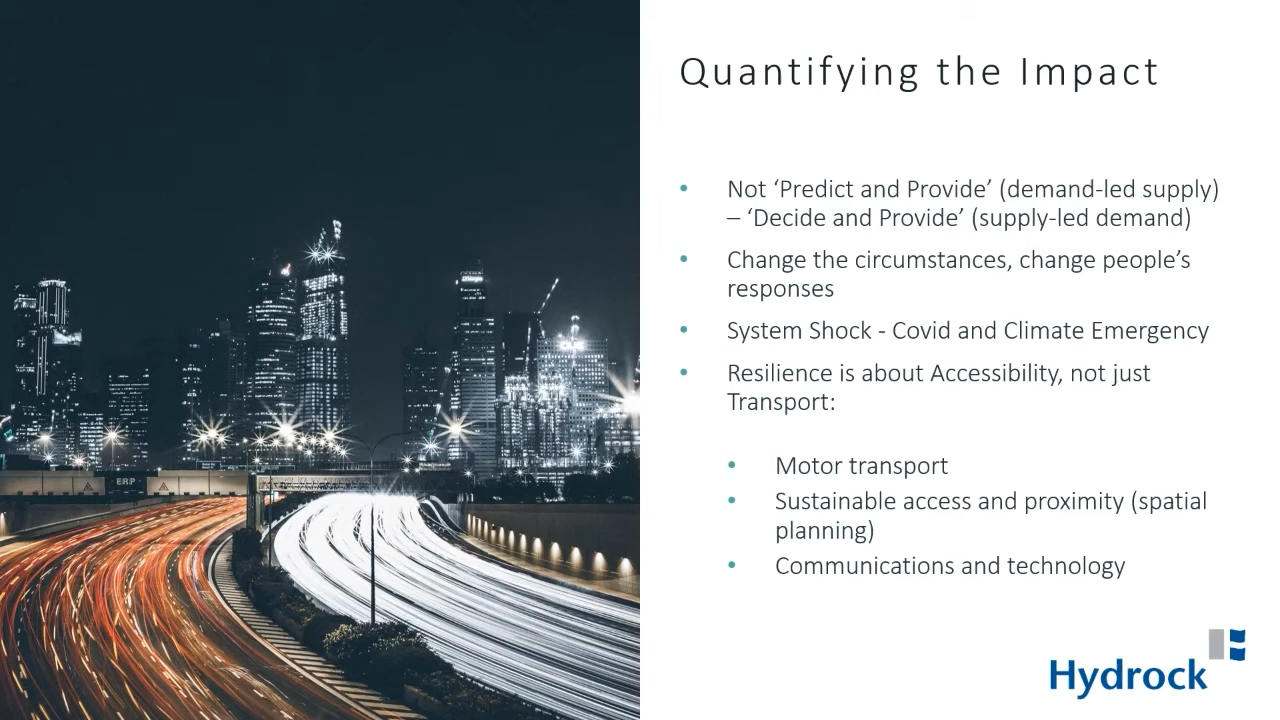 Quantifying the Impact
• Not ‘Predict and Provide’ (demand-led supply)
– ‘Decide and Provide’ (supply-led demand)
• Change the circumstances, change people’s
responses
• System Shock - Covid and Climate Emergency
• Resilience is about Accessibility, not just
Transport:
• Motor transport
• Sustainable access and proximity (spatial
planning)
• Communications and technology
ERP
Hydrock